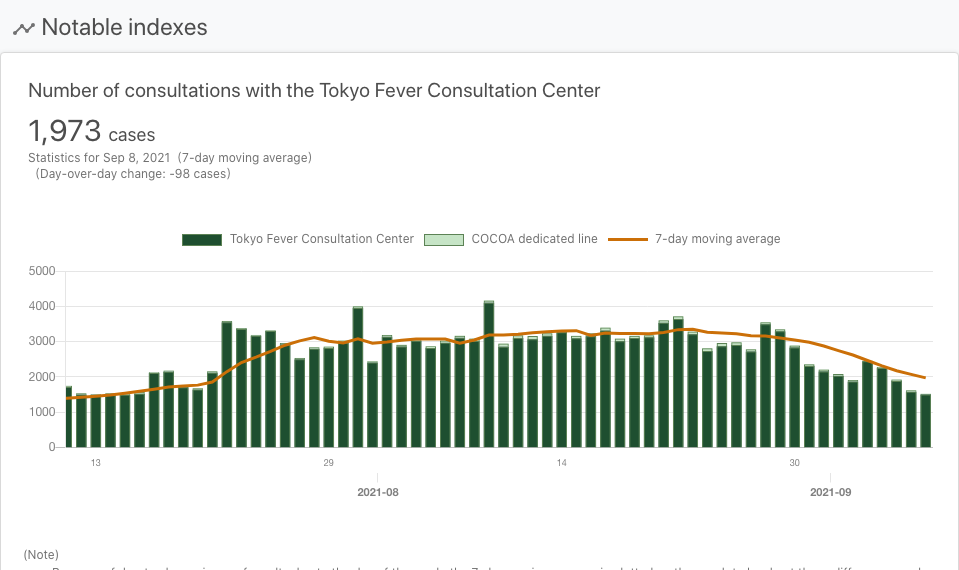 Notable indexes
Number of consultations with the Tokyo Fever Consultation Center
1,973 cases
Statistics for Sep 8, 2021 (7-day moving average)
(Day-over-day change: -98 cases)
Tokyo Fever Consultation Center COCOA dedicated line 7-day moving average
5000
4000
3000
2000
1000
0
13 29 14 30
2021-08 2021-09
(Note)